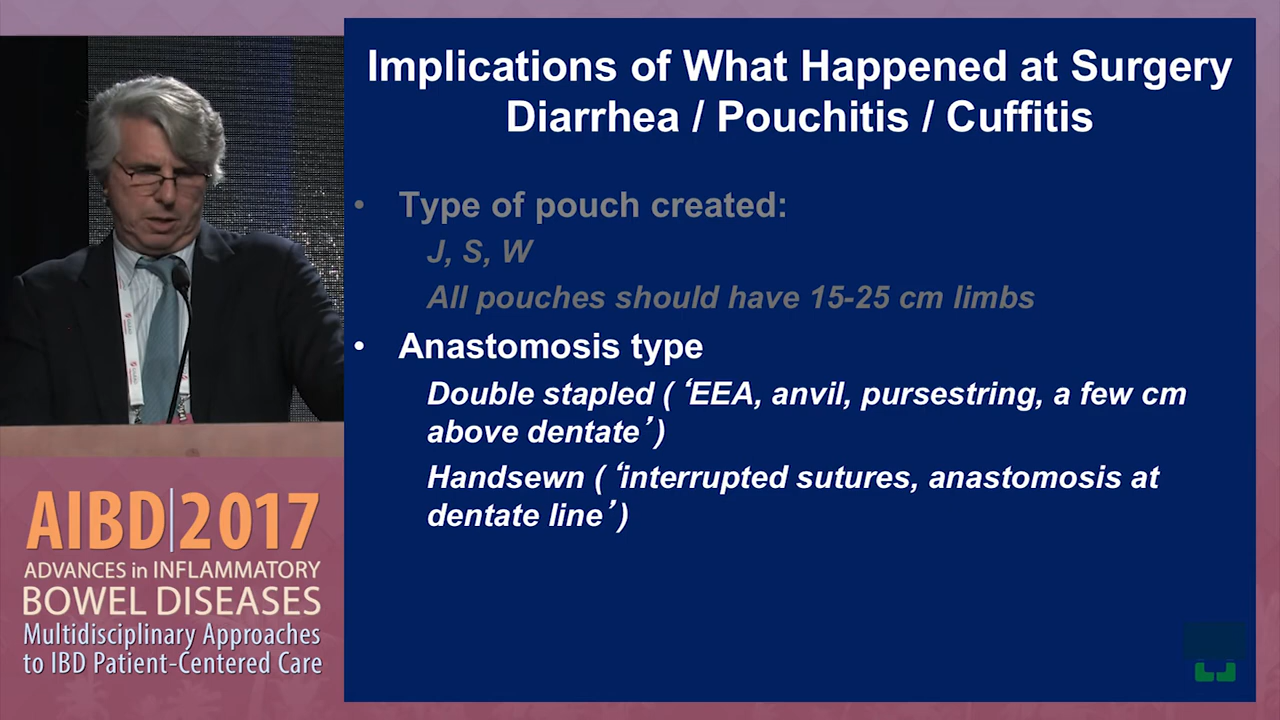 Implications of What Happened at Surgery
Diarrhea / Pouchitis / Cuffitis
• Type of pouch created:
J, S, W
All pouches should have 15-25 cm limbs
• Anastomosis type
Double stapled ( ‘EEA, anvil, pursestring, a few cm
above dentate’)
Handsewn ( ‘interrupted sutures, anastomosis at
dentate line’)
AIBD|2017
ADVANCES in INFLAMMATORY
BOWEL DISEASES
Multidisciplinary Approaches
to IBD Patient-Centered Care